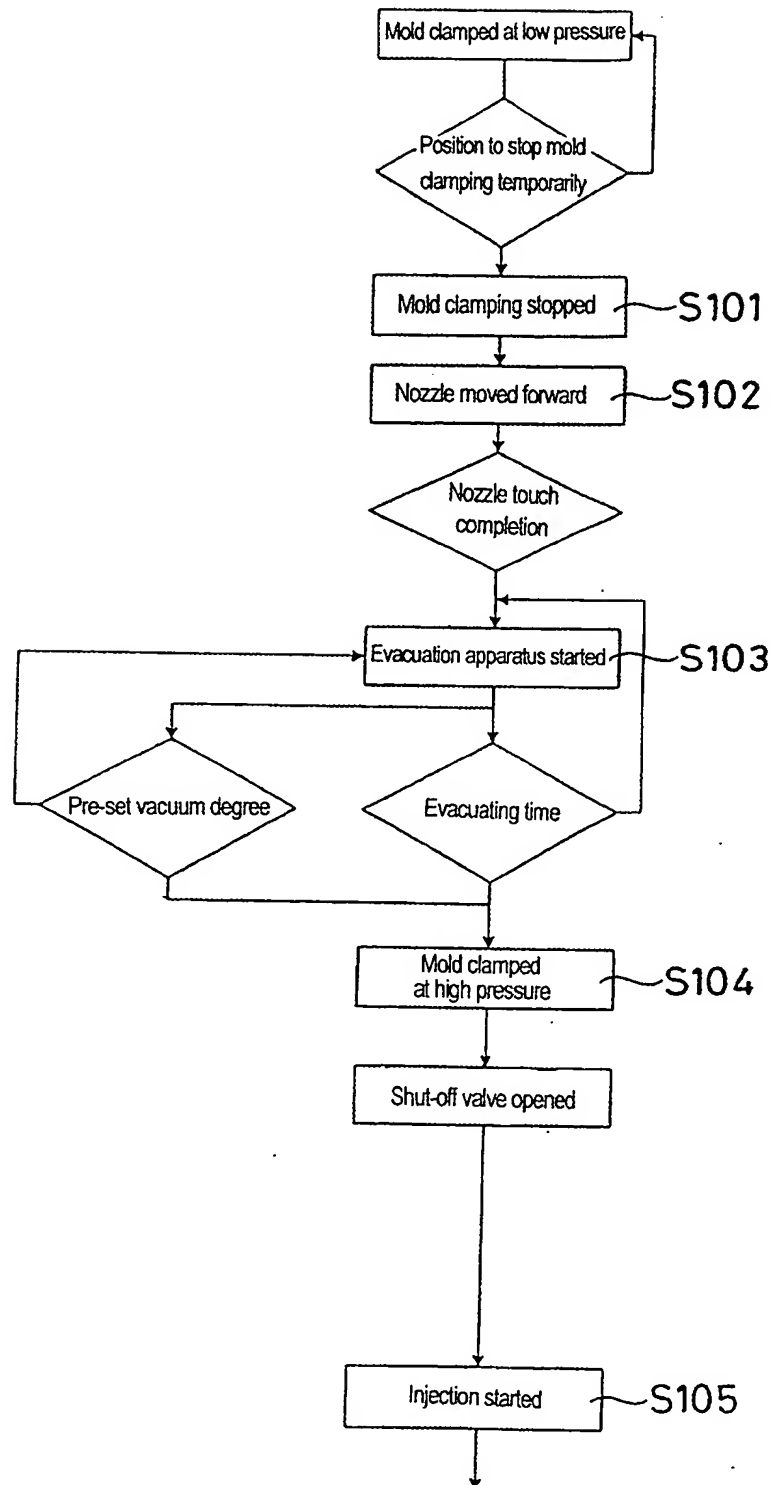 Mold clamped at low pressure
Position to stop mold
clamping temporarily
Mold clamping stopped
S101
Nozzle moved forward
S102
Nozzle touch
completion
Evacuation apparatus started
S103
Pre-set vacuum degree
Evacuating time
Mold clamped
at high pressure
S104
Shut-off valve opened
Injection started
S105